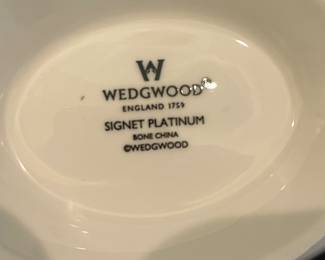 W
WEDGWOOD®
ENGLAND 1759
SIGNET PLATINUM
BONE CHINA
©WEDGWOOD